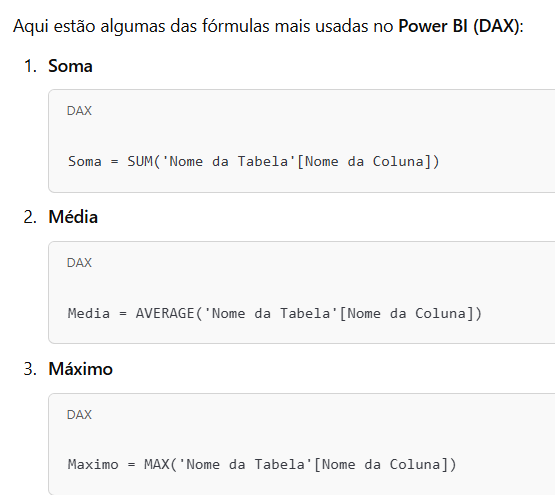 Aqui estão algumas das fórmulas mais usadas no Power BI (DAX):
1. Soma
DAX
Soma = SUM('Nome da Tabela'[Nome da Coluna])
2. Média
DAX
Media = AVERAGE('Nome da Tabela'[Nome da Coluna])
3. Máximo
DAX
Maximo = MAX('Nome da Tabela'[Nome da Coluna])